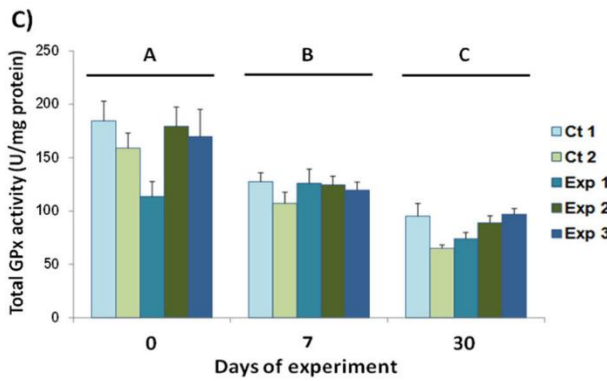 C)
A
B
C
Total GPx activity (U/mg protein)
250
200
150
100
50
0
0
7
30
Days of experiment
Ct 1
Ct 2
Exp 1
Exp 2
Exp 3